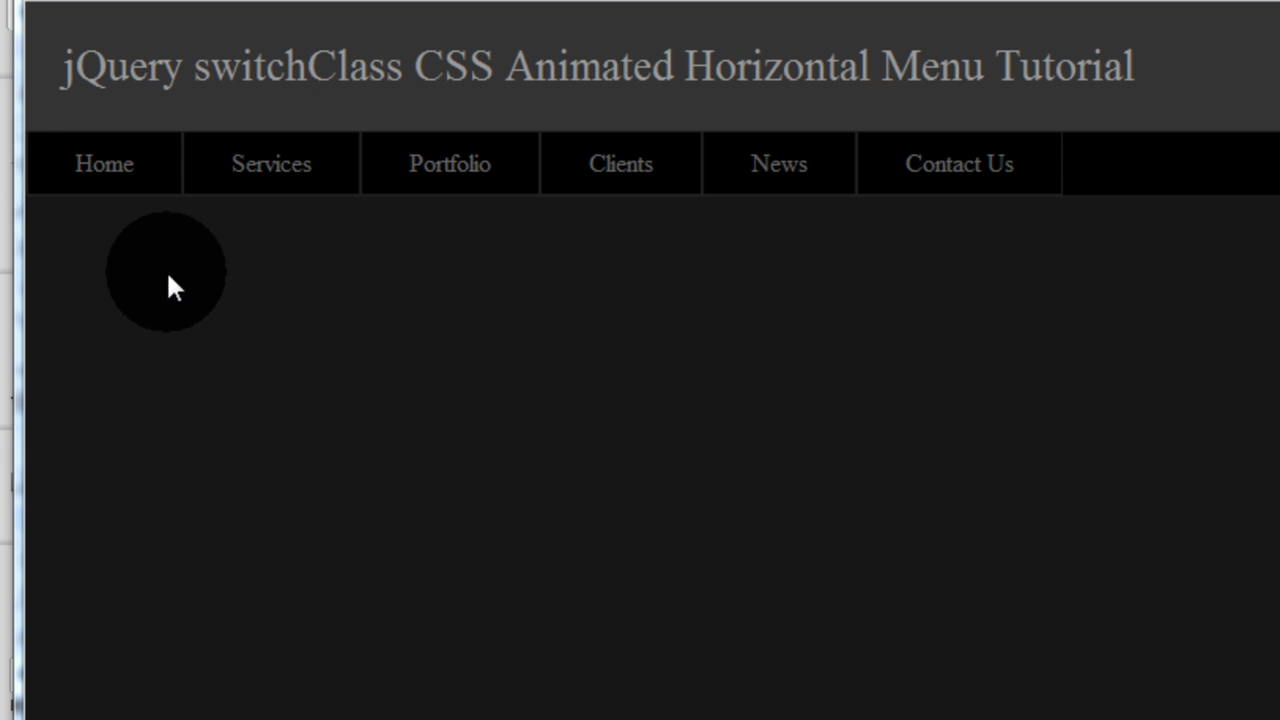 jQuery switchClass CSS Animated Horizontal Menu Tutorial
Home Services Portfolio Clients News Contact Us